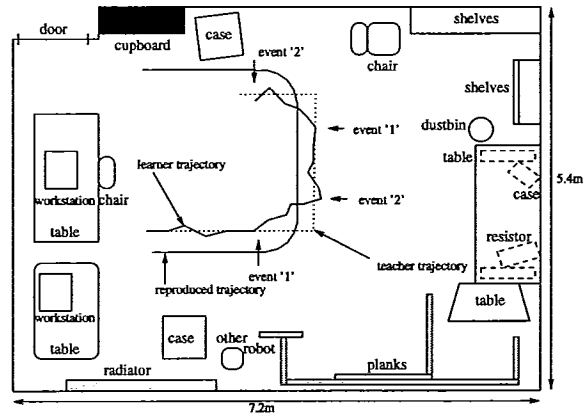 door
cupboard
case
event '2'
chair
shelves
shelves
dustbin
event '1'
table
case
5.4m
learner trajectory
workstation
chair
table
event '2'
resistor
event '1'
teacher trajectory
reproduced trajectory
workstation
table
case
other
robot
table
planks
radiator
7.2m